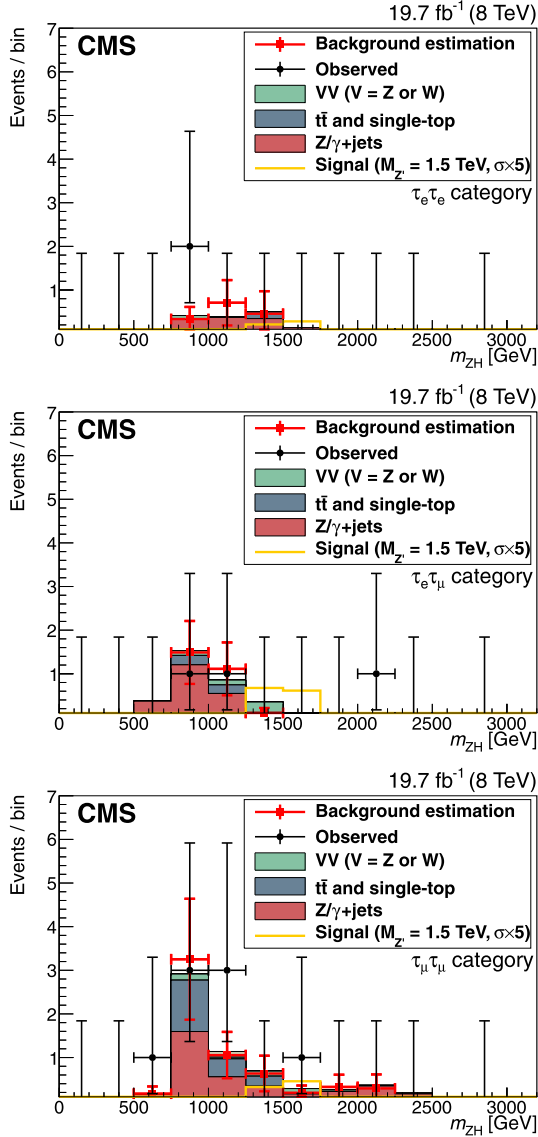 19.7 fb⁻¹ (8 TeV)
Events / bin
7
6
5
4
3
2
1
CMS
Background estimation
Observed
VV (V = Z or W)
tt̄ and single-top
Z/γ+jets
Signal (M_Z' = 1.5 TeV, σ×5)
τ_eτ_e category
0 500 1000 1500 2000 2500 3000
m_ZH [GeV]
19.7 fb⁻¹ (8 TeV)
Events / bin
7
6
5
4
3
2
1
CMS
Background estimation
Observed
VV (V = Z or W)
tt̄ and single-top
Z/γ+jets
Signal (M_Z' = 1.5 TeV, σ×5)
τ_eτ_μ category
0 500 1000 1500 2000 2500 3000
m_ZH [GeV]
19.7 fb⁻¹ (8 TeV)
Events / bin
7
6
5
4
3
2
1
CMS
Background estimation
Observed
VV (V = Z or W)
tt̄ and single-top
Z/γ+jets
Signal (M_Z' = 1.5 TeV, σ×5)
τ_μτ_μ category
0 500 1000 1500 2000 2500 3000
m_ZH [GeV]